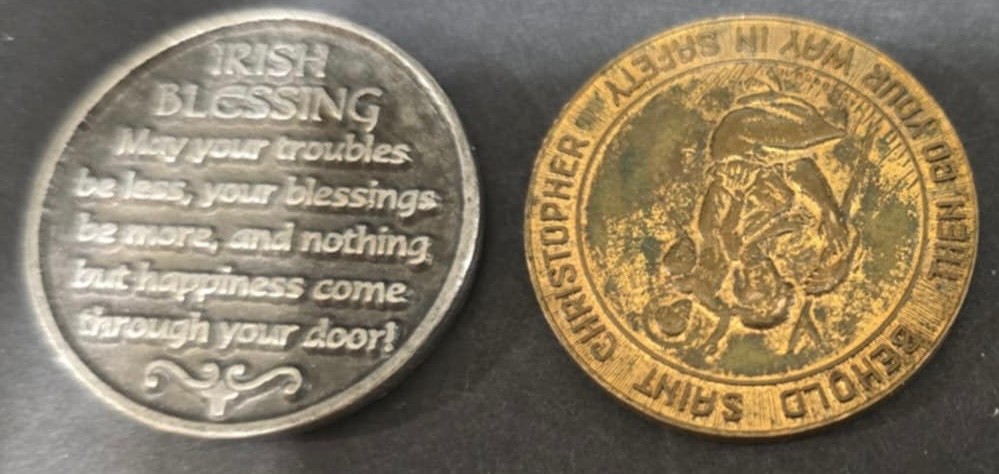 IRISH
BLESSING
May your troubles
be less, your blessings
be more, and nothing,
but happiness come
through your door!
BEHOLD SAINT CHRISTOPHER THEN GO YOUR WAY IN SAFETY